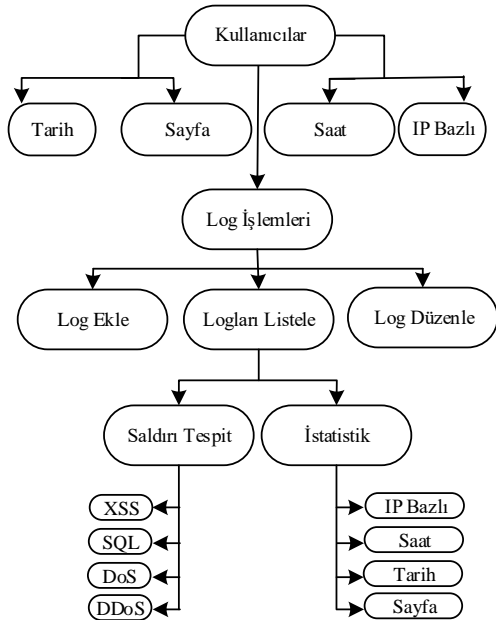 Kullanıcılar
Tarih
Sayfa
Saat
IP Bazlı
Log İşlemleri
Log Ekle
Logları Listele
Log Düzenle
Saldırı Tespit
İstatistik
XSS
SQL
DoS
DDoS
IP Bazlı
Saat
Tarih
Sayfa